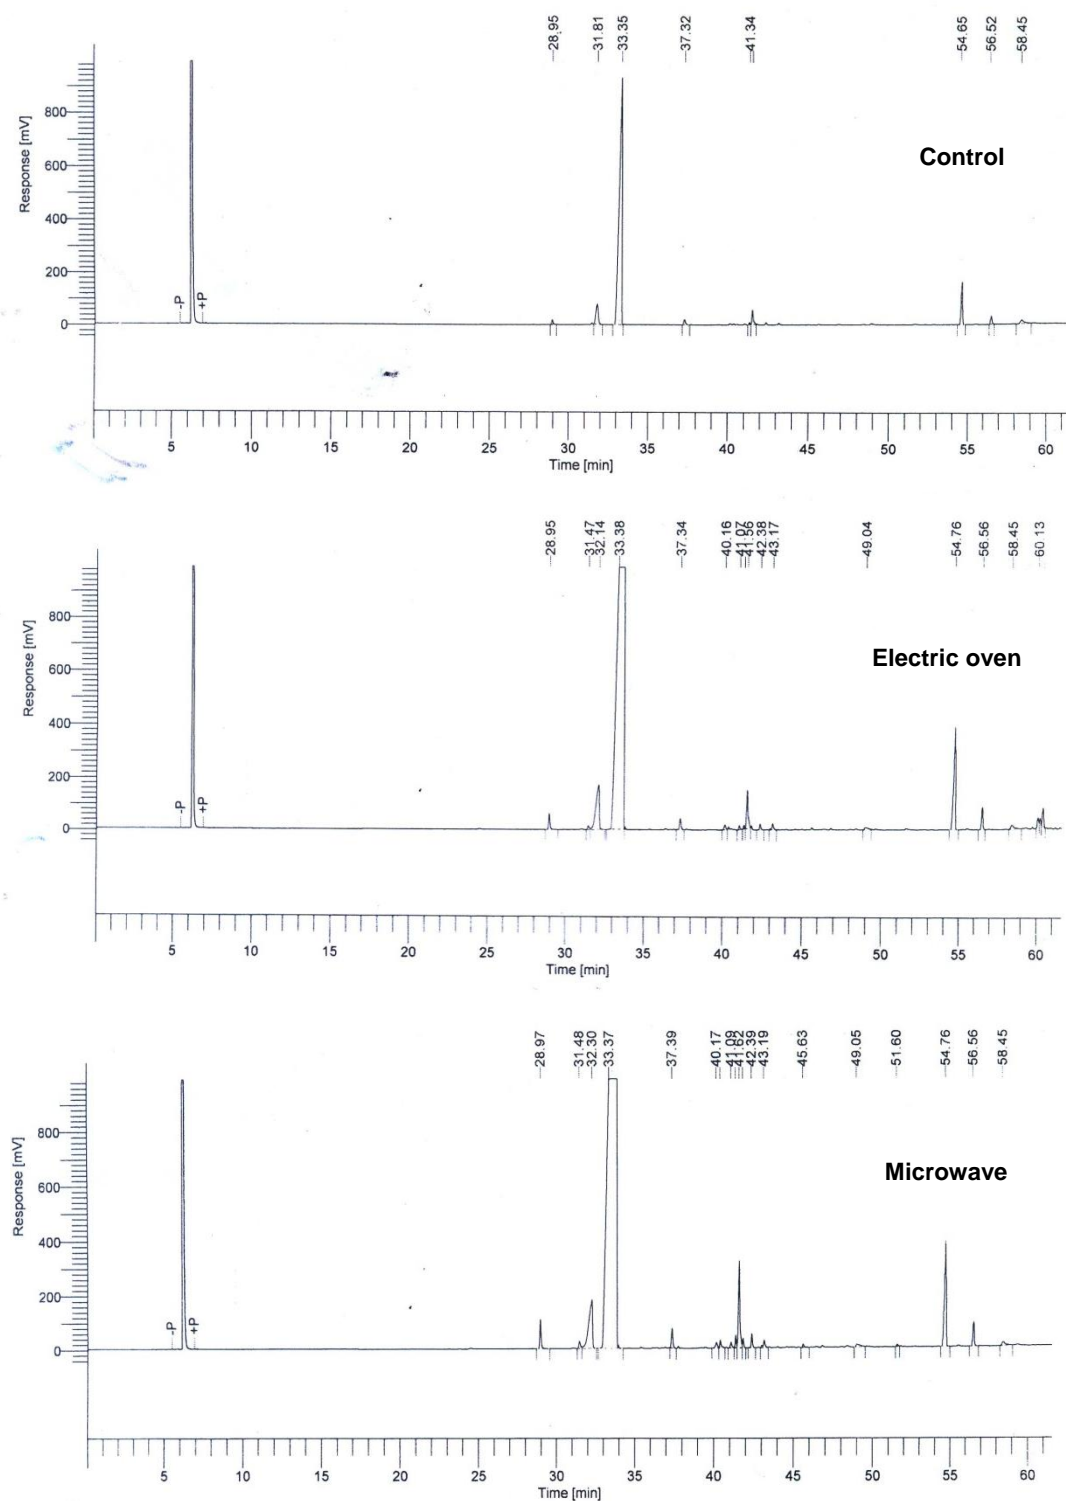 28.95 31.81 33.35 37.32 41.34 54.65 56.52 58.45
800
600
400
200
0
Response [mV]
-P +P
Control
5 10 15 20 25 30 35 40 45 50 55 60
Time [min]
28.95 31.47 32.14 33.38 37.34 40.16 41.07 41.56 42.38 43.17 49.04 54.76 56.56 58.45 60.13
800
600
400
200
0
Response [mV]
-P +P
Electric oven
5 10 15 20 25 30 35 40 45 50 55 60
Time [min]
28.97 31.48 32.30 33.37 37.39 40.17 41.09 41.62 42.39 43.19 45.63 49.05 51.60 54.76 56.56 58.45
800
600
400
200
0
Response [mV]
-P +P
Microwave
5 10 15 20 25 30 35 40 45 50 55 60
Time [min]